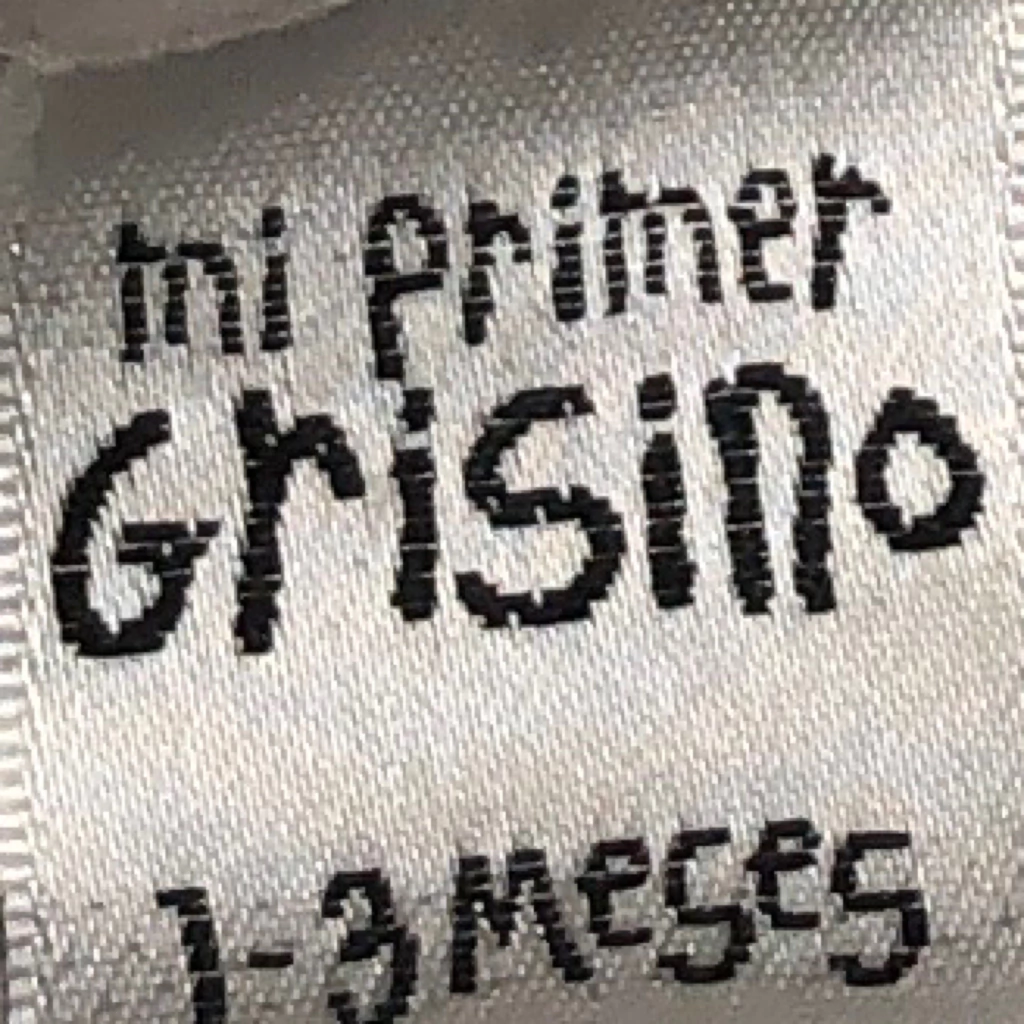 mi primer
Grisino
1-3 Meses